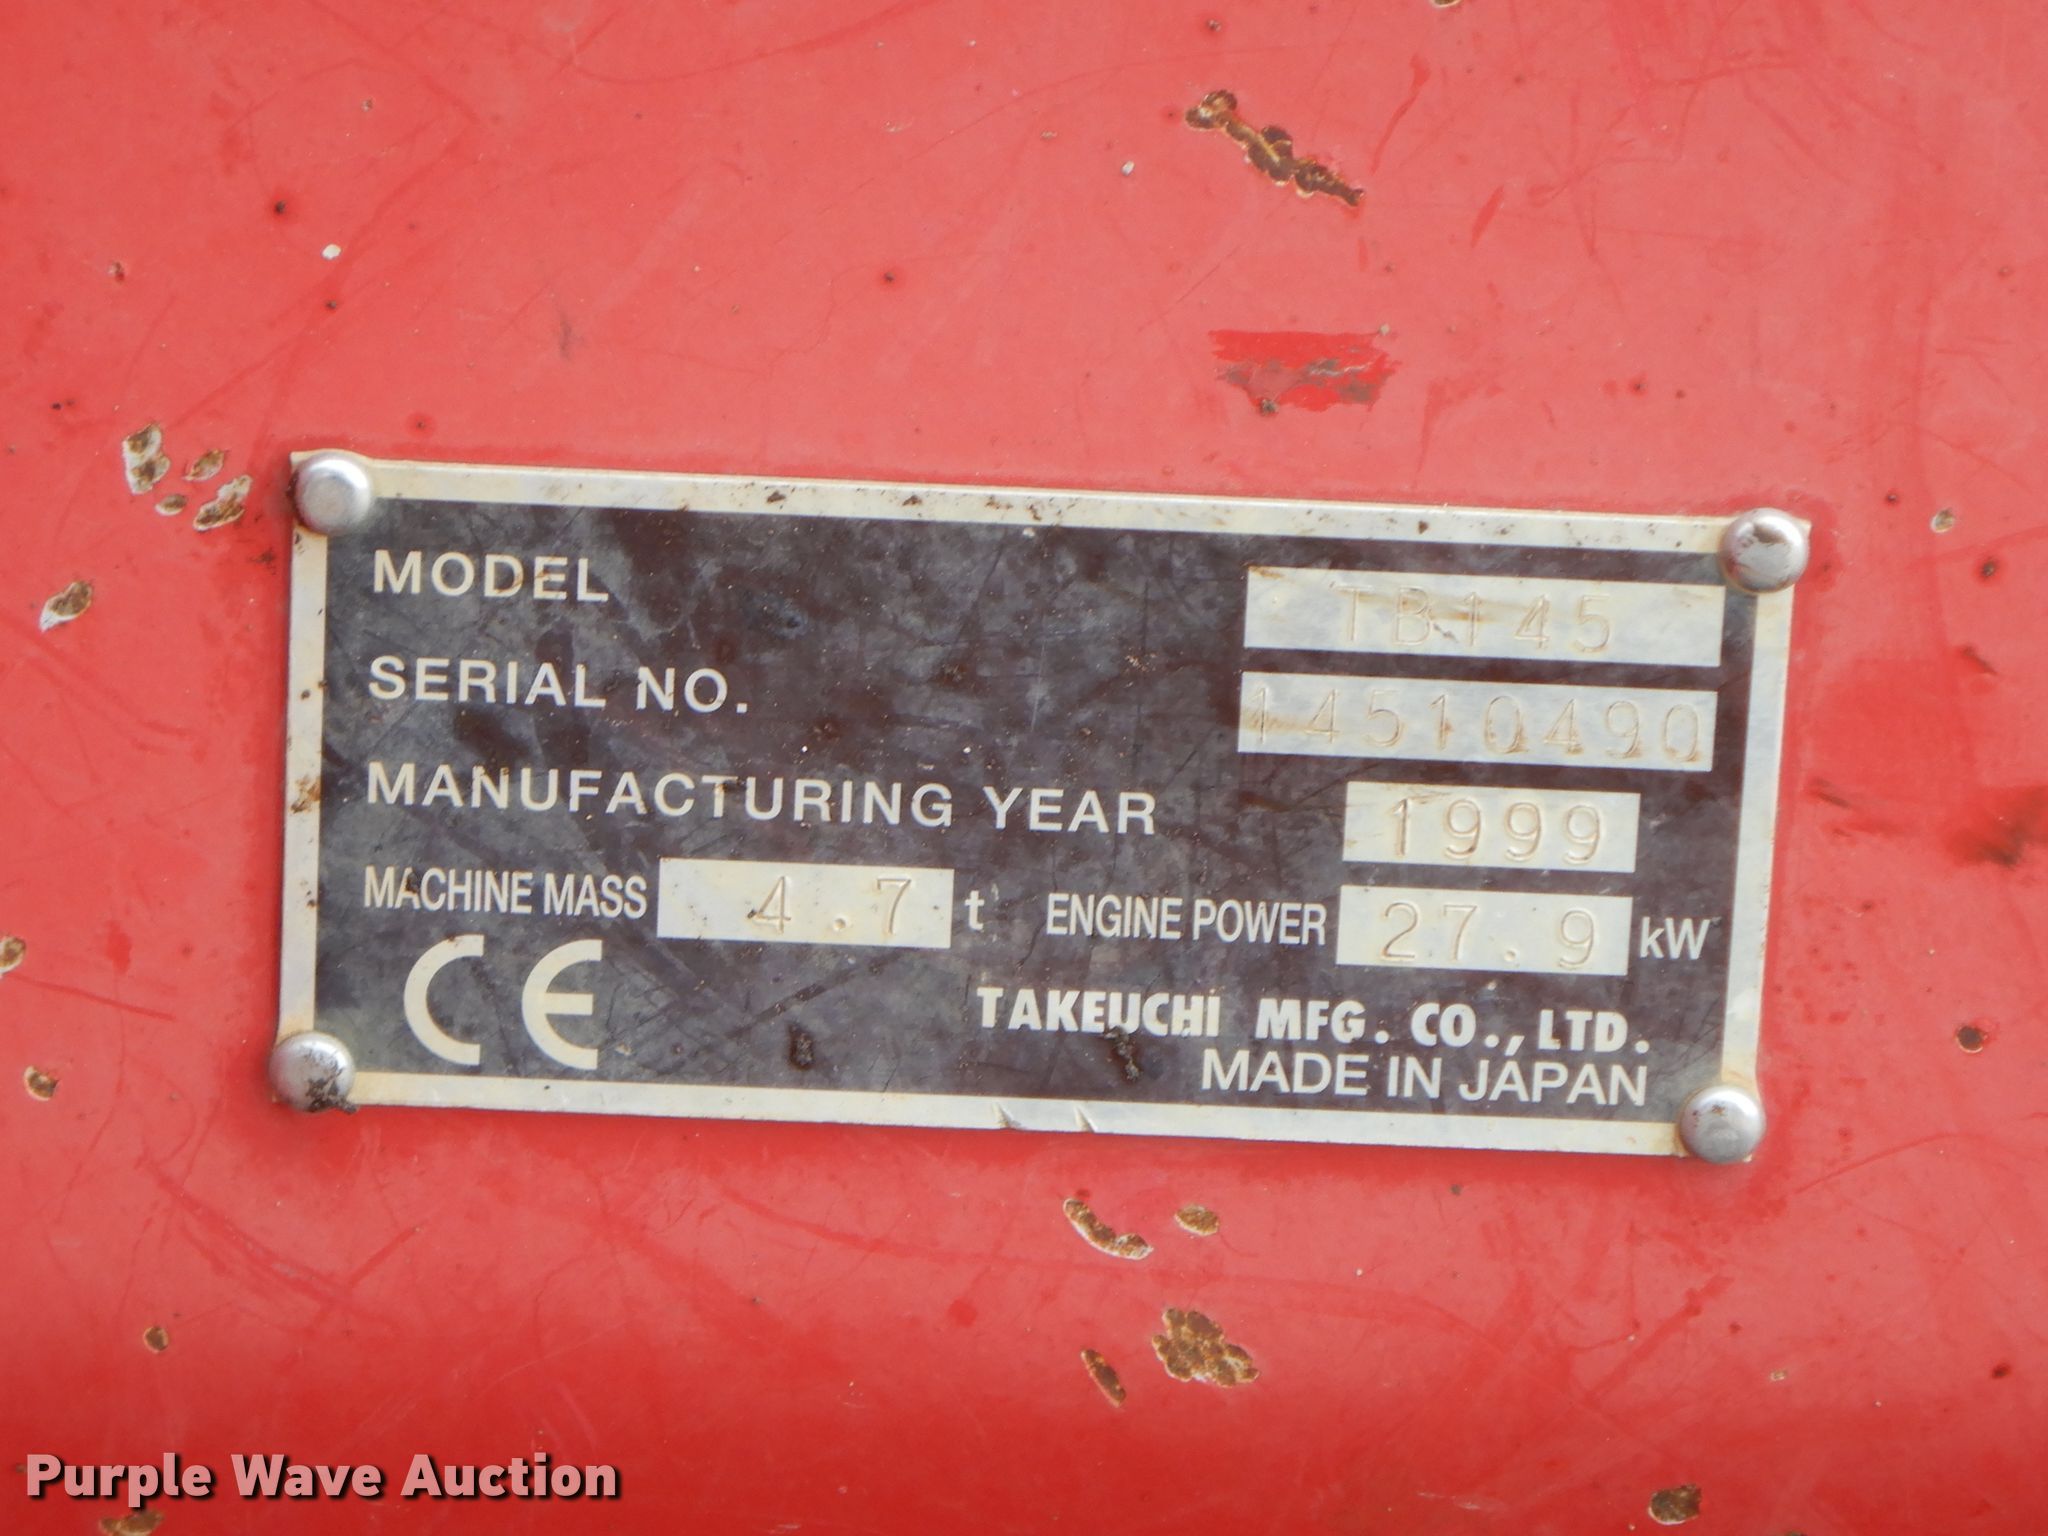 MODEL TB145
SERIAL NO. 14510490
MANUFACTURING YEAR 1999
MACHINE MASS 4.7 t ENGINE POWER 27.9 kW
CE
TAKEUCHI MFG. CO., LTD.
MADE IN JAPAN
Purple Wave Auction